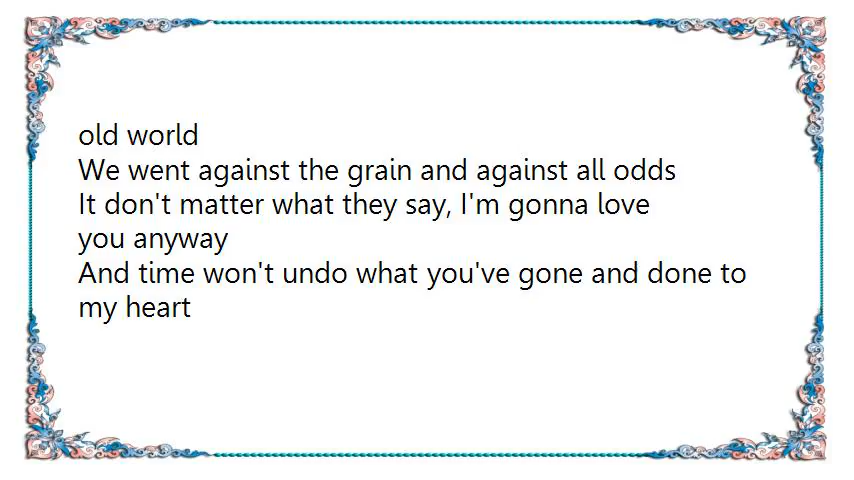 old world
We went against the grain and against all odds
It don't matter what they say, I'm gonna love
you anyway
And time won't undo what you've gone and done to
my heart